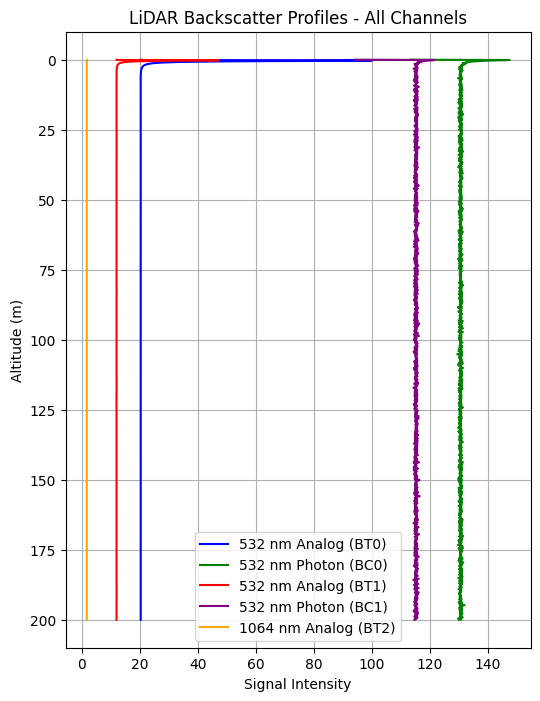 LiDAR Backscatter Profiles - All Channels
0
25
50
75
100
125
150
175
200
Altitude (m)
532 nm Analog (BT0)
532 nm Photon (BC0)
532 nm Analog (BT1)
532 nm Photon (BC1)
1064 nm Analog (BT2)
0 20 40 60 80 100 120 140
Signal Intensity